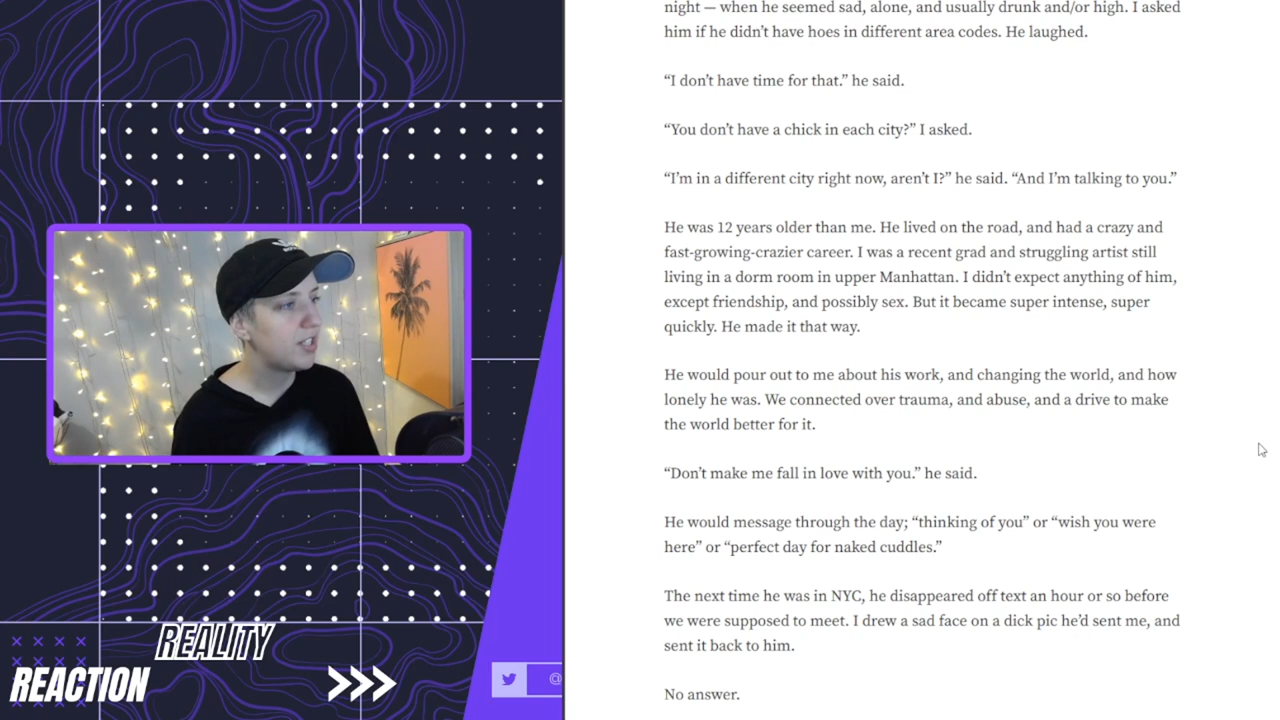 night — when he seemed sad, alone, and usually drunk and/or high. I asked
him if he didn’t have hoes in different area codes. He laughed.
“I don’t have time for that.” he said.
“You don’t have a chick in each city?” I asked.
“I’m in a different city right now, aren’t I?” he said. “And I’m talking to you.”
He was 12 years older than me. He lived on the road, and had a crazy and
fast-growing-crazier career. I was a recent grad and struggling artist still
living in a dorm room in upper Manhattan. I didn’t expect anything of him,
except friendship, and possibly sex. But it became super intense, super
quickly. He made it that way.
He would pour out to me about his work, and changing the world, and how
lonely he was. We connected over trauma, and abuse, and a drive to make
the world better for it.
“Don’t make me fall in love with you.” he said.
He would message through the day; “thinking of you” or “wish you were
here” or “perfect day for naked cuddles.”
The next time he was in NYC, he disappeared off text an hour or so before
we were supposed to meet. I drew a sad face on a dick pic he’d sent me, and
sent it back to him.
No answer.
REALITY
REACTION
@